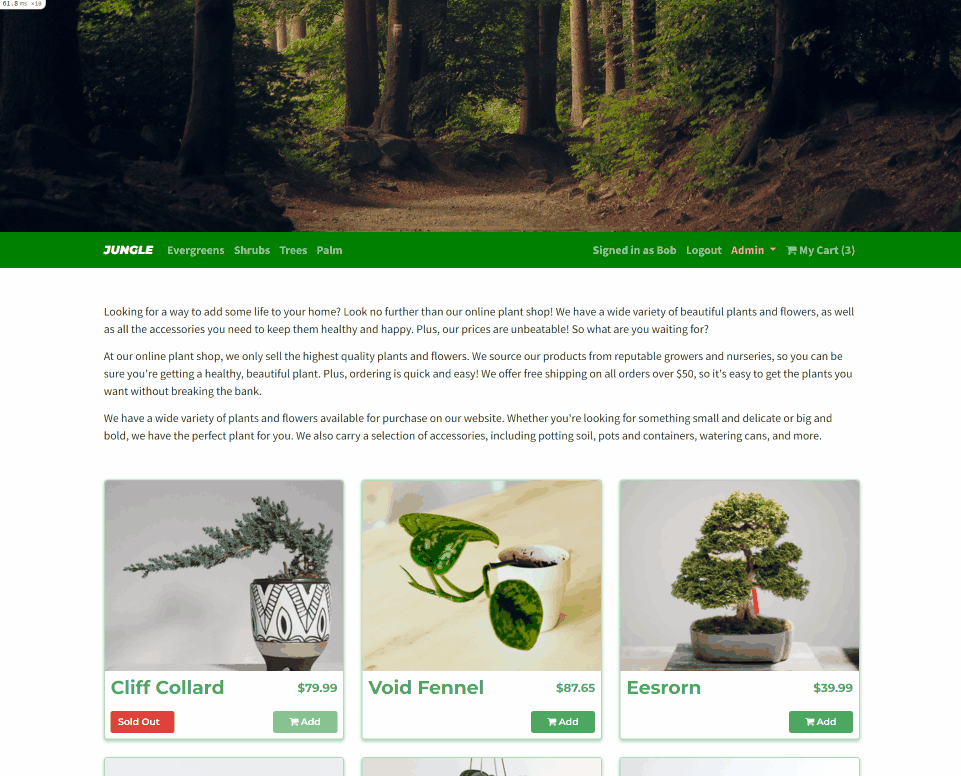 61.8 ms ×10
JUNGLE Evergreens Shrubs Trees Palm Signed in as Bob Logout Admin My Cart (3)
Looking for a way to add some life to your home? Look no further than our online plant shop! We have a wide variety of beautiful plants and flowers, as well
as all the accessories you need to keep them healthy and happy. Plus, our prices are unbeatable! So what are you waiting for?
At our online plant shop, we only sell the highest quality plants and flowers. We source our products from reputable growers and nurseries, so you can be
sure you're getting a healthy, beautiful plant. Plus, ordering is quick and easy! We offer free shipping on all orders over $50, so it's easy to get the plants you
want without breaking the bank.
We have a wide variety of plants and flowers available for purchase on our website. Whether you're looking for something small and delicate or big and
bold, we have the perfect plant for you. We also carry a selection of accessories, including potting soil, pots and containers, watering cans, and more.
Cliff Collard $79.99
Sold Out Add
Void Fennel $87.65
Add
Eesrorn $39.99
Add